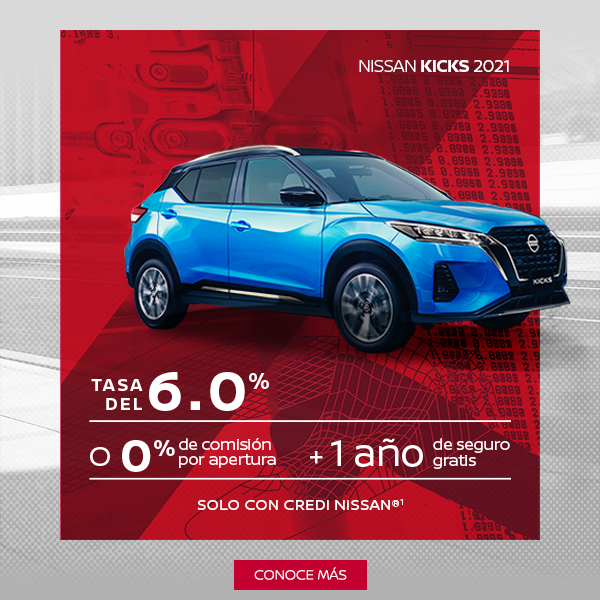 NISSAN KICKS 2021
KICKS
TASA DEL 6.0%
O 0% de comisión por apertura + 1 año de seguro gratis
SOLO CON CREDI NISSAN®1
CONOCE MÁS